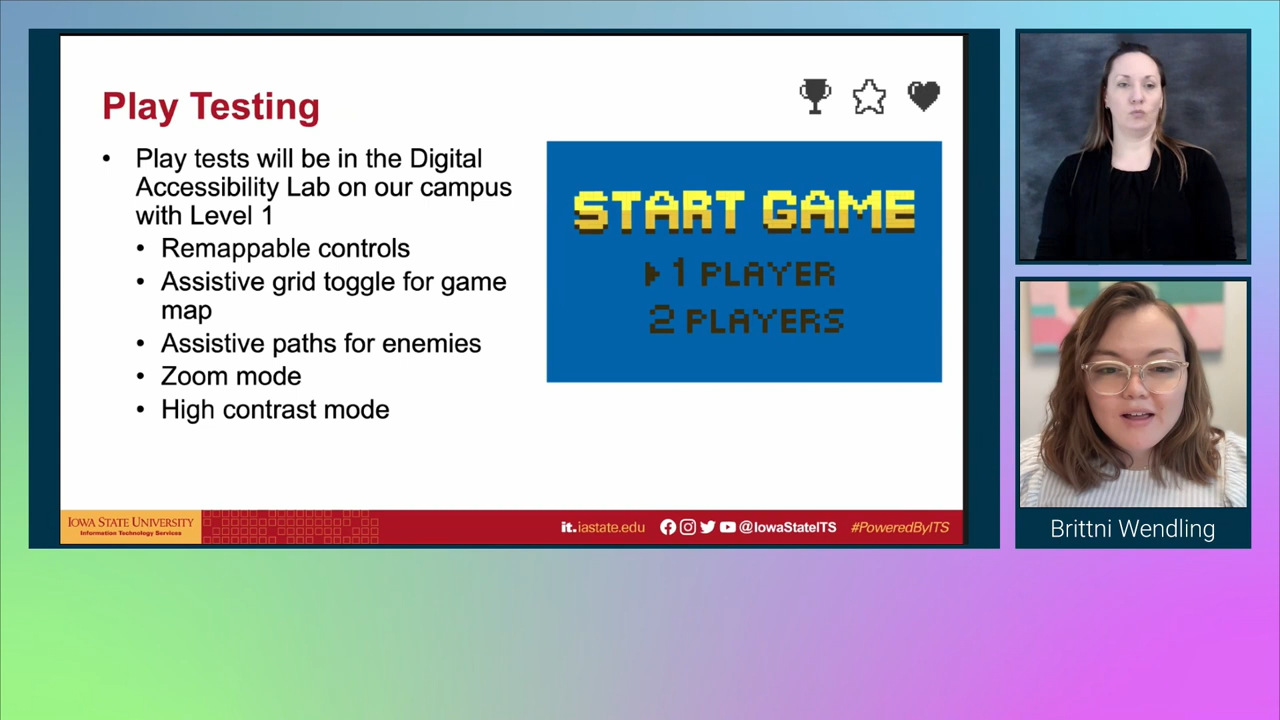 Play Testing
• Play tests will be in the Digital
Accessibility Lab on our campus
with Level 1
• Remappable controls
• Assistive grid toggle for game
map
• Assistive paths for enemies
• Zoom mode
• High contrast mode
START GAME
1 PLAYER
2 PLAYERS
IOWA STATE UNIVERSITY
Information Technology Services
it.iastate.edu
@IowaStateITS
#PoweredByITS
Brittni Wendling